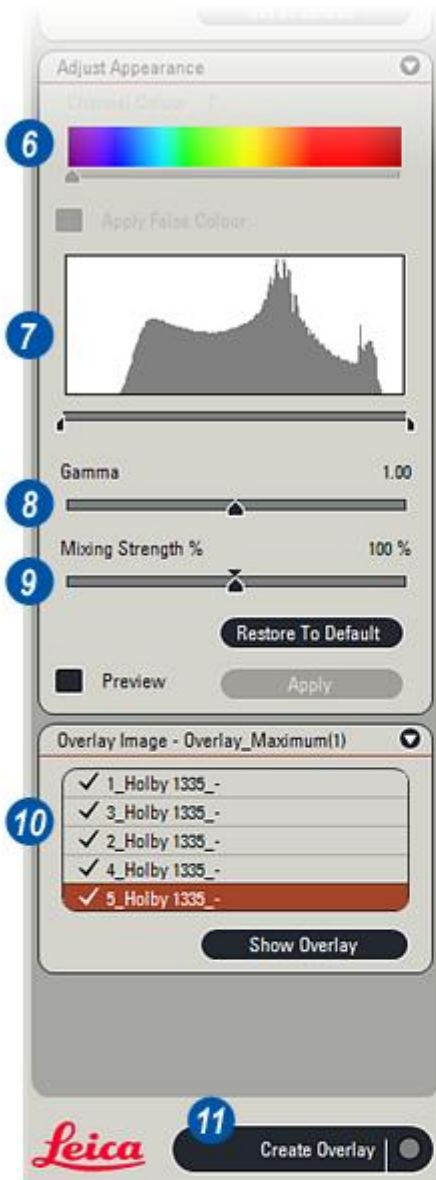 Adjust Appearance
Channel Colour
6
Apply False Colour
7
Gamma 1.00
8
Mixing Strength % 100 %
9
Restore To Default
Preview Apply
Overlay Image - Overlay_Maximum(1)
1_Holby 1335_-
3_Holby 1335_-
10
2_Holby 1335_-
4_Holby 1335_-
5_Holby 1335_-
Show Overlay
11
Leica Create Overlay